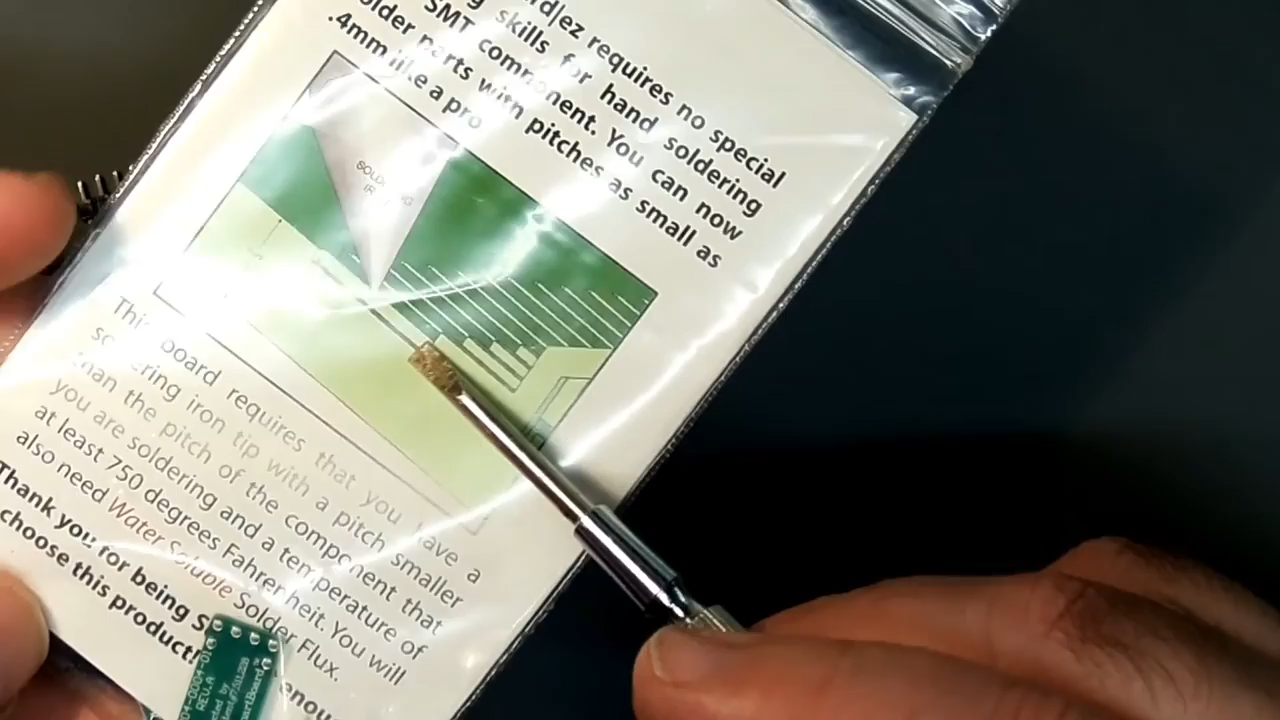 requires no special
skills for hand soldering
SMT component. You can now
older parts with pitches as small as
.4mm like a pro
This board requires that you have a
soldering iron tip with a pitch smaller
than the pitch of the component that
you are soldering and a temperature of
at least 750 degrees Fahrenheit. You will
also need Water Soluble Solder Flux.
Thank you for being
choose this product!
REV.A